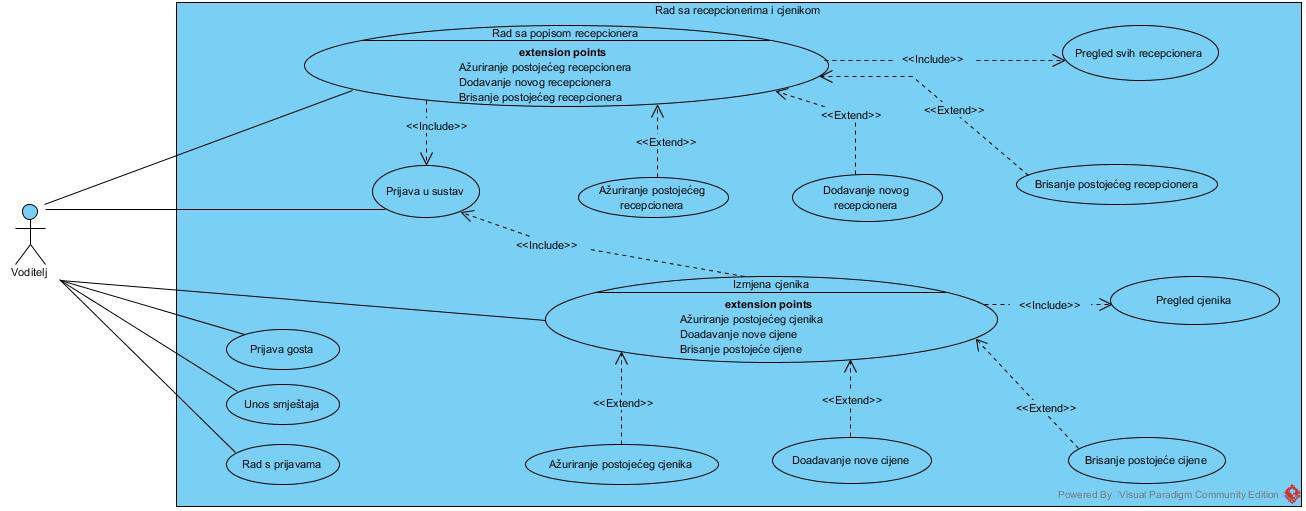 Rad sa recepcionerima i cjenikom
Rad sa popisom recepcionera
extension points
Ažuriranje postojećeg recepcionera
Dodavanje novog recepcionera
Brisanje postojećeg recepcionera
<<Include>>
Pregled svih recepcionera
<<Extend>>
<<Extend>>
<<Include>>
<<Extend>>
Prijava u sustav
Ažuriranje postojećeg
recepcionera
Dodavanje novog
recepcionera
Brisanje postojećeg recepcionera
Voditelj
<<Include>>
Izmjena cjenika
extension points
Ažuriranje postojećeg cjenika
Doadavanje nove cijene
Brisanje postojeće cijene
<<Include>>
Pregled cjenika
Prijava gosta
Unos smještaja
Rad s prijavama
<<Extend>>
<<Extend>>
<<Extend>>
Ažuriranje postojećeg cjenika
Doadavanje nove cijene
Brisanje postojeće cijene
Powered By Visual Paradigm Community Edition